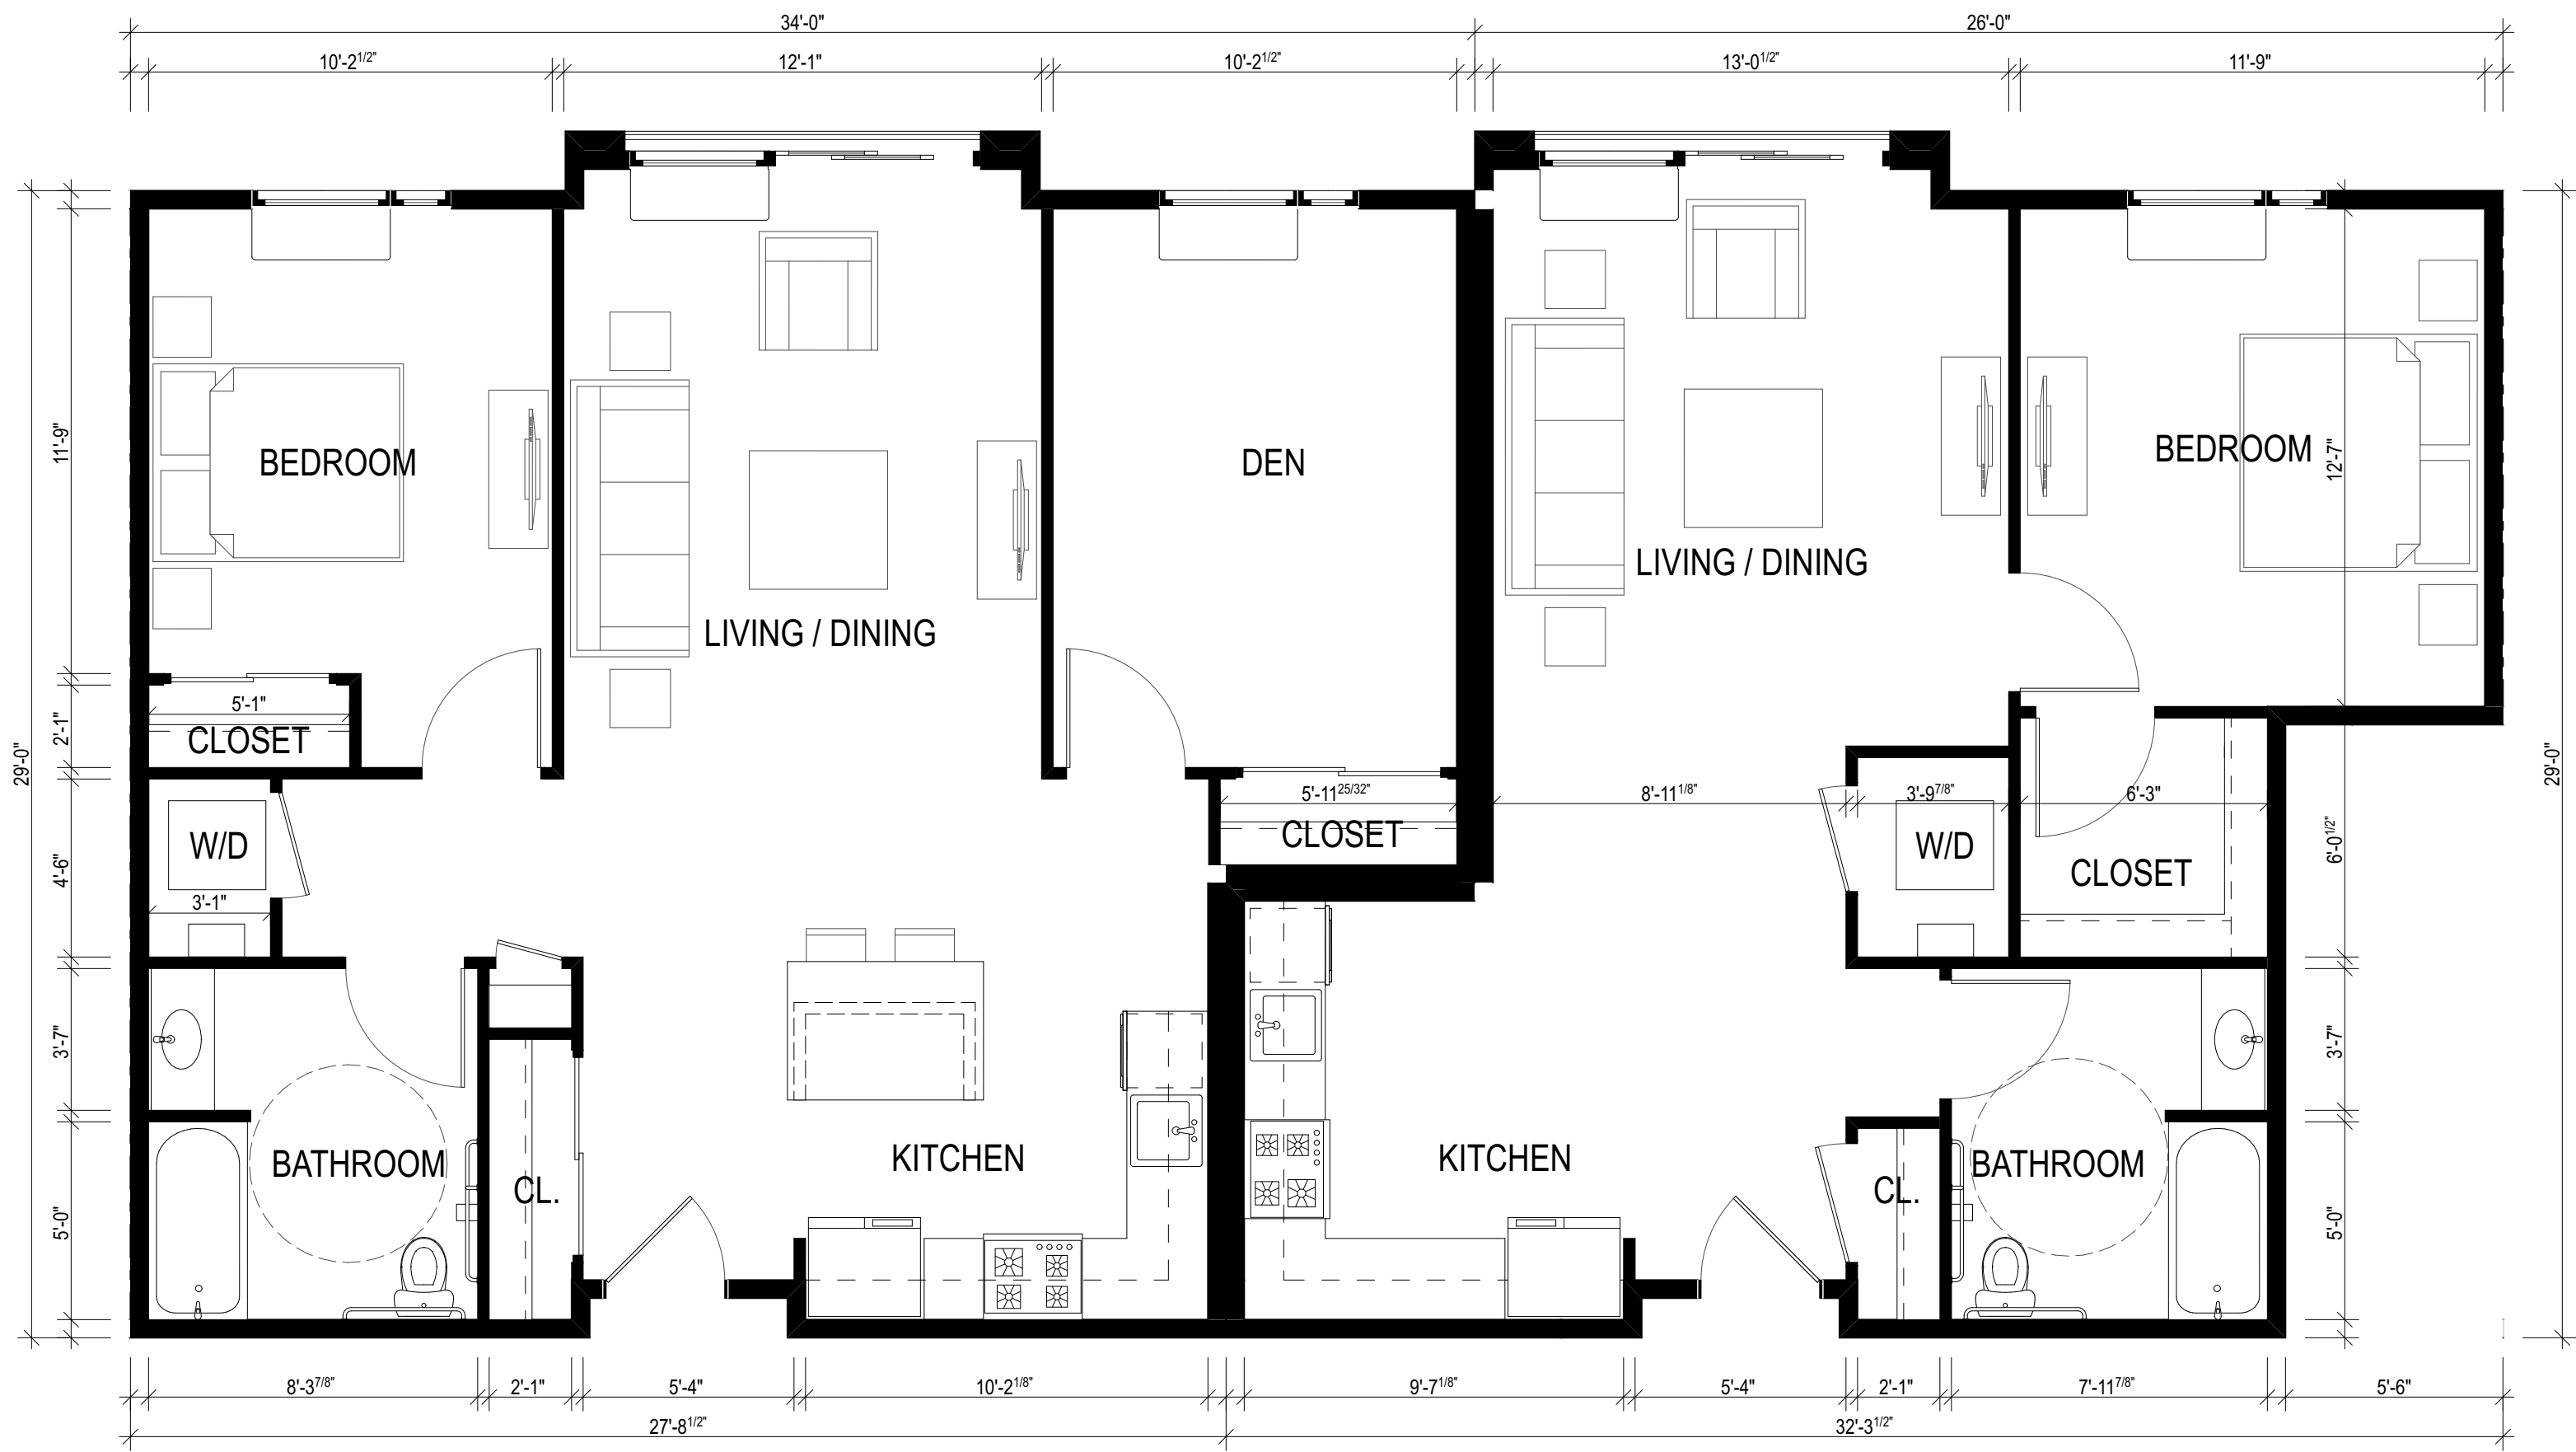 34'-0"
26'-0"
10'-2 1/2"
12'-1"
10'-2 1/2"
13'-0 1/2"
11'-9"
11'-9"
BEDROOM
DEN
BEDROOM
12'-7"
LIVING / DINING
LIVING / DINING
5'-1"
2'-1"
CLOSET
29'-0"
29'-0"
5'-11 25/32"
8'-11 1/8"
3'-9 7/8"
6'-3"
CLOSET
4'-6"
W/D
W/D
6'-0 1/2"
CLOSET
3'-1"
3'-7"
3'-7"
BATHROOM
KITCHEN
KITCHEN
BATHROOM
CL.
CL.
5'-0"
5'-0"
8'-3 7/8"
2'-1"
5'-4"
10'-2 1/8"
9'-7 1/8"
5'-4"
2'-1"
7'-11 7/8"
5'-6"
27'-8 1/2"
32'-3 1/2"